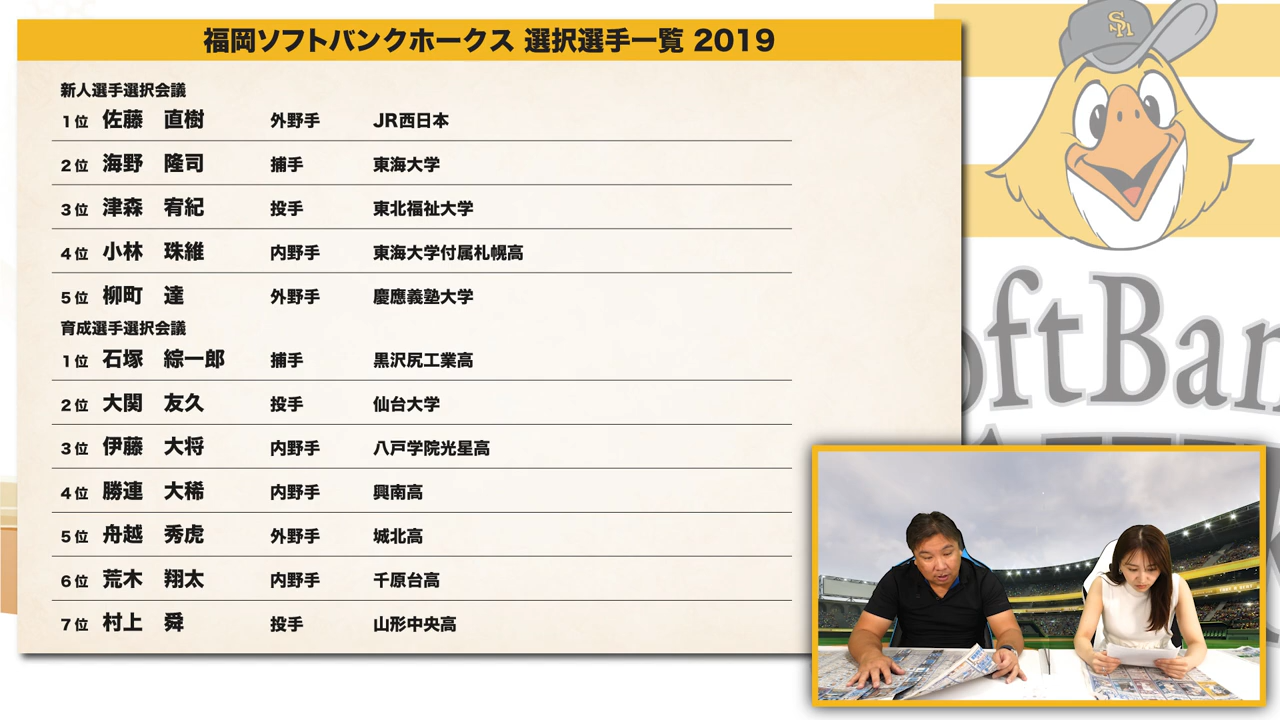 福岡ソフトバンクホークス 選択選手一覧 2019
新人選手選択会議
1位 佐藤 直樹 外野手 JR西日本
2位 海野 隆司 捕手 東海大学
3位 津森 宥紀 投手 東北福祉大学
4位 小林 珠維 内野手 東海大学付属札幌高
5位 柳町 達 外野手 慶應義塾大学
育成選手選択会議
1位 石塚 綜一郎 捕手 黒沢尻工業高
2位 大関 友久 投手 仙台大学
3位 伊藤 大将 内野手 八戸学院光星高
4位 勝連 大稀 内野手 興南高
5位 舟越 秀虎 外野手 城北高
6位 荒木 翔太 内野手 千原台高
7位 村上 舜 投手 山形中央高
SH
oftBan